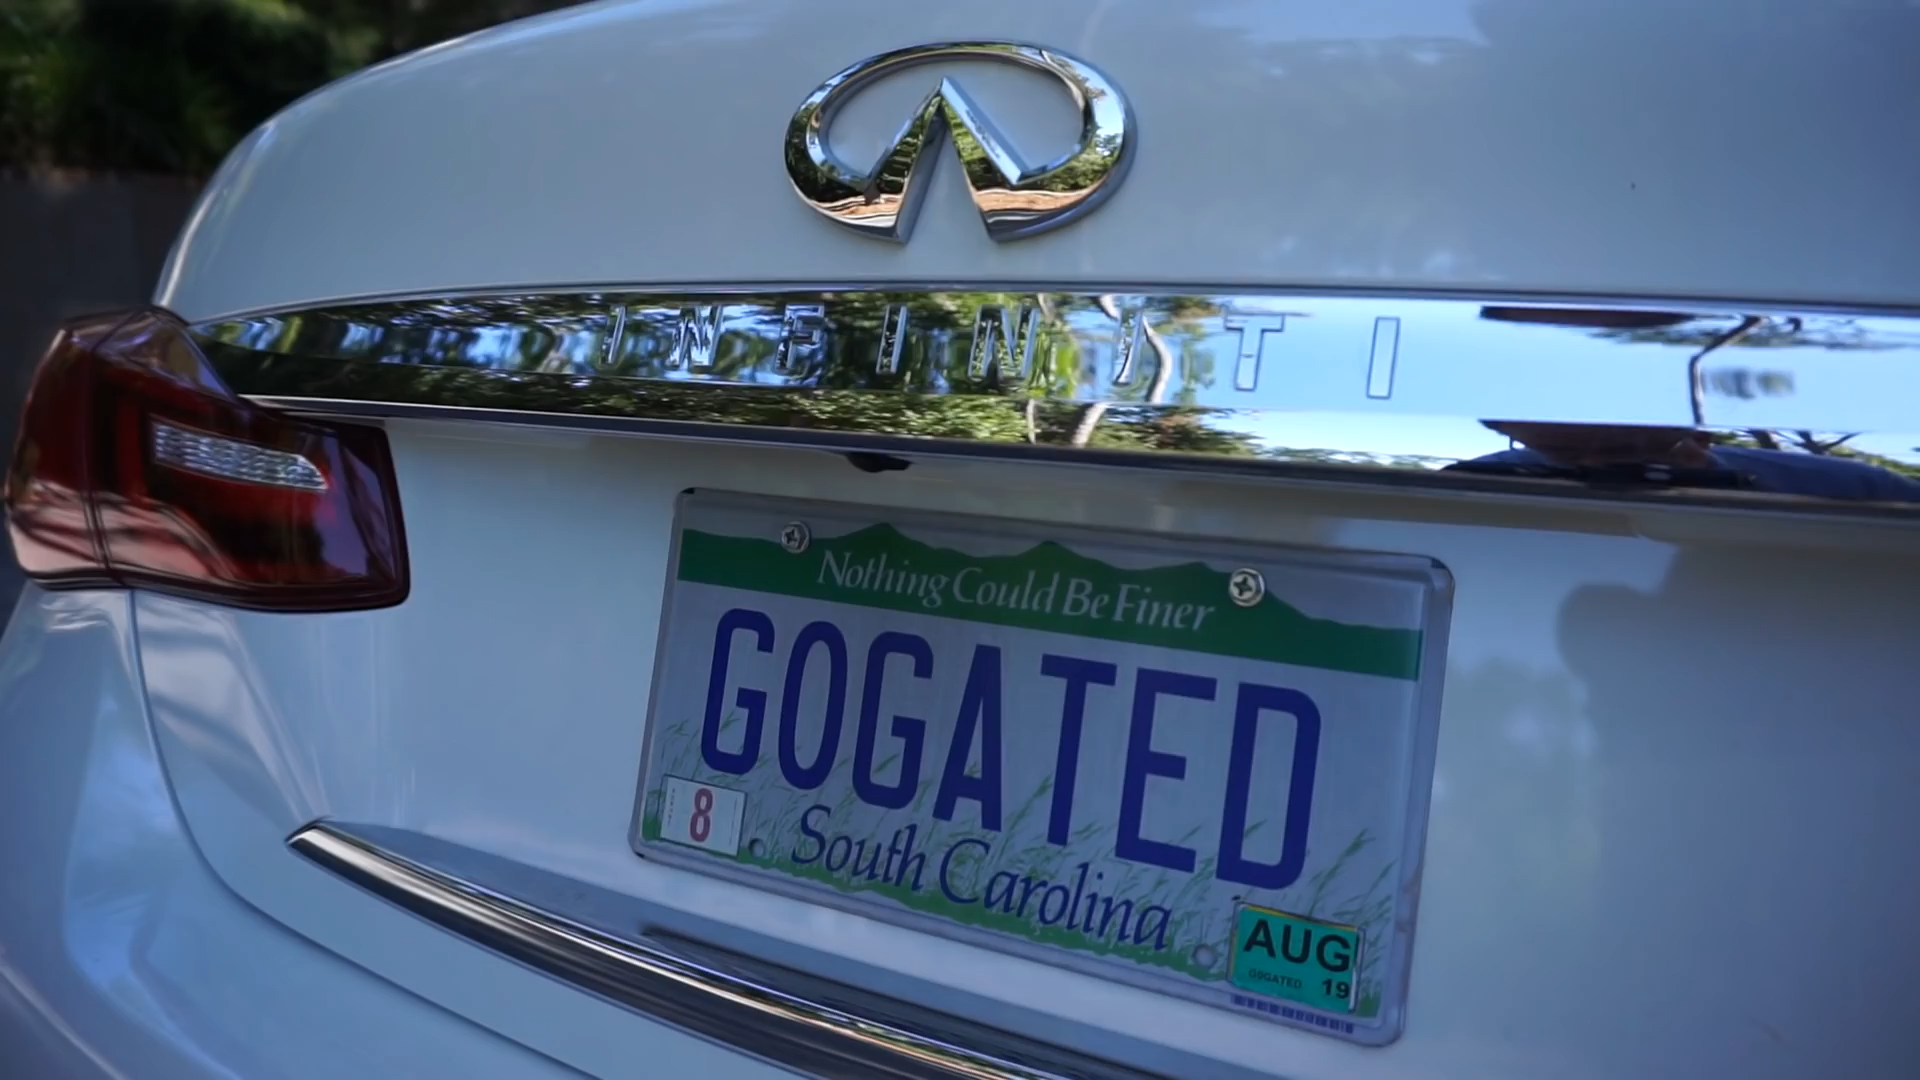 INFINITI
Nothing Could Be Finer
GOGATED
8
South Carolina
AUG
GOGATED 19